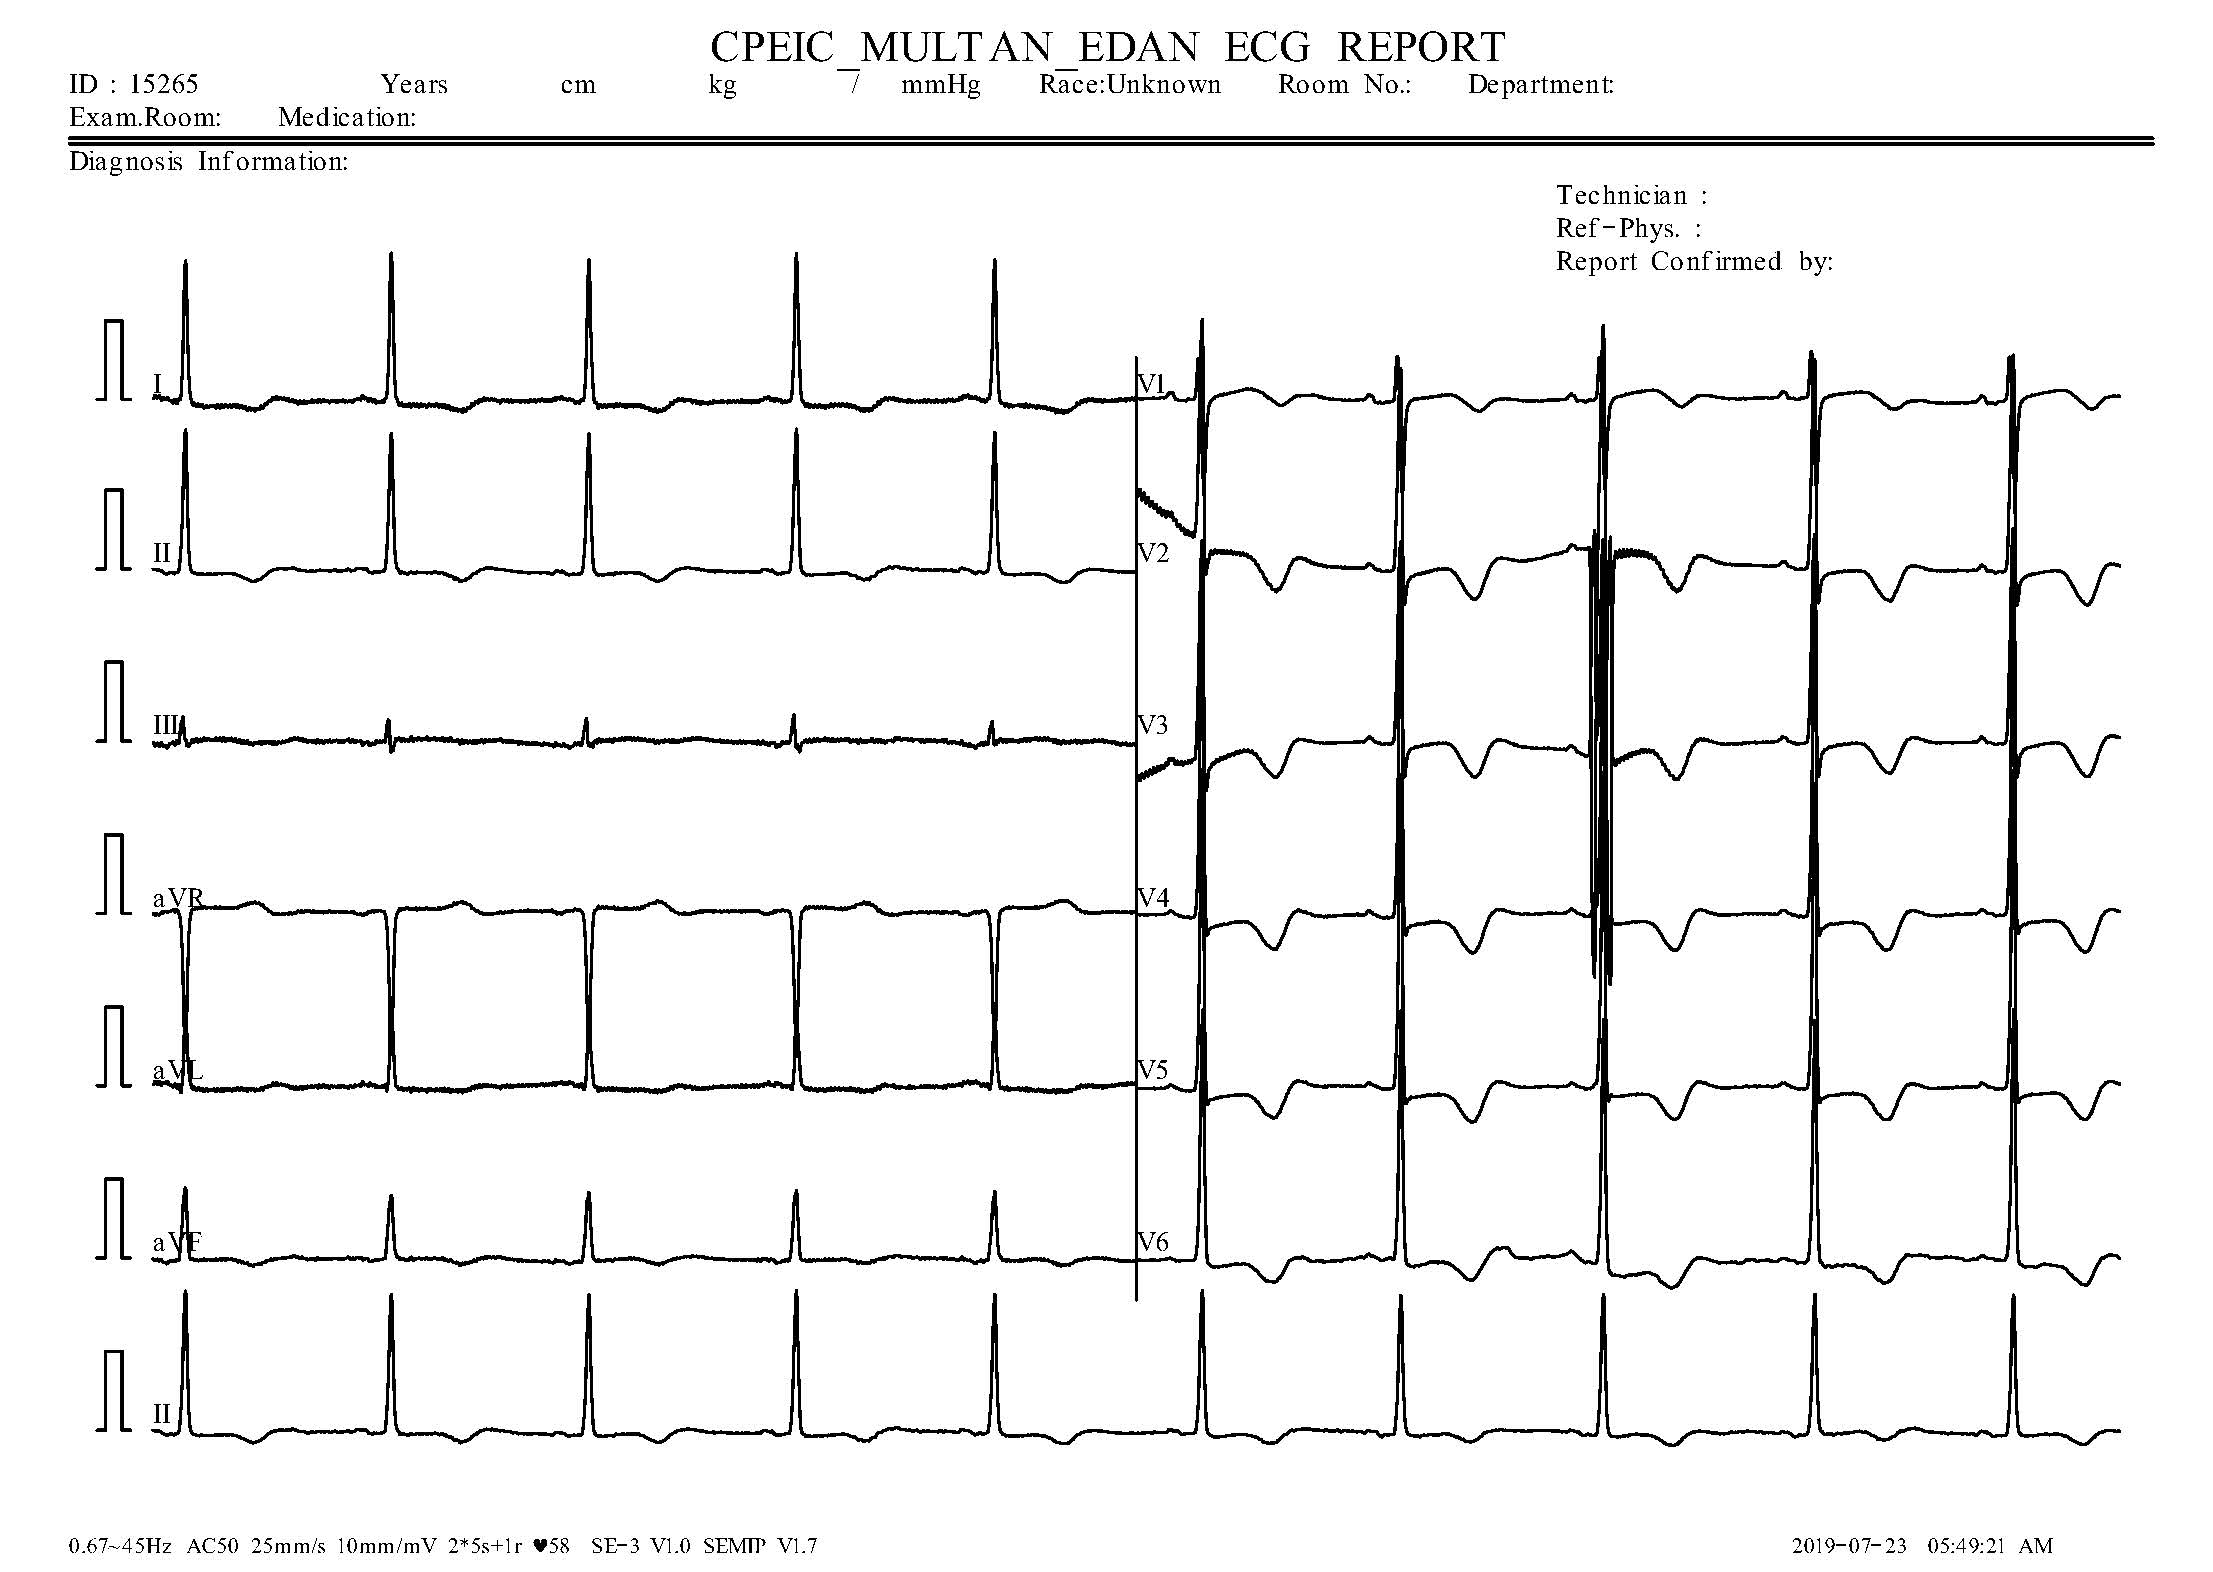 CPEIC_MULTAN_EDAN ECG REPORT
ID : 15265 Years cm kg / mmHg Race:Unknown Room No.: Department:
Exam.Room: Medication:
Diagnosis Information:
Technician :
Ref-Phys. :
Report Confirmed by:
I
V1
II
V2
III
V3
aVR
V4
aVL
V5
aVF
V6
II
0.67~45Hz AC50 25mm/s 10mm/mV 2*5s+1r ♥58 SE-3 V1.0 SEMIP V1.7 2019-07-23 05:49:21 AM